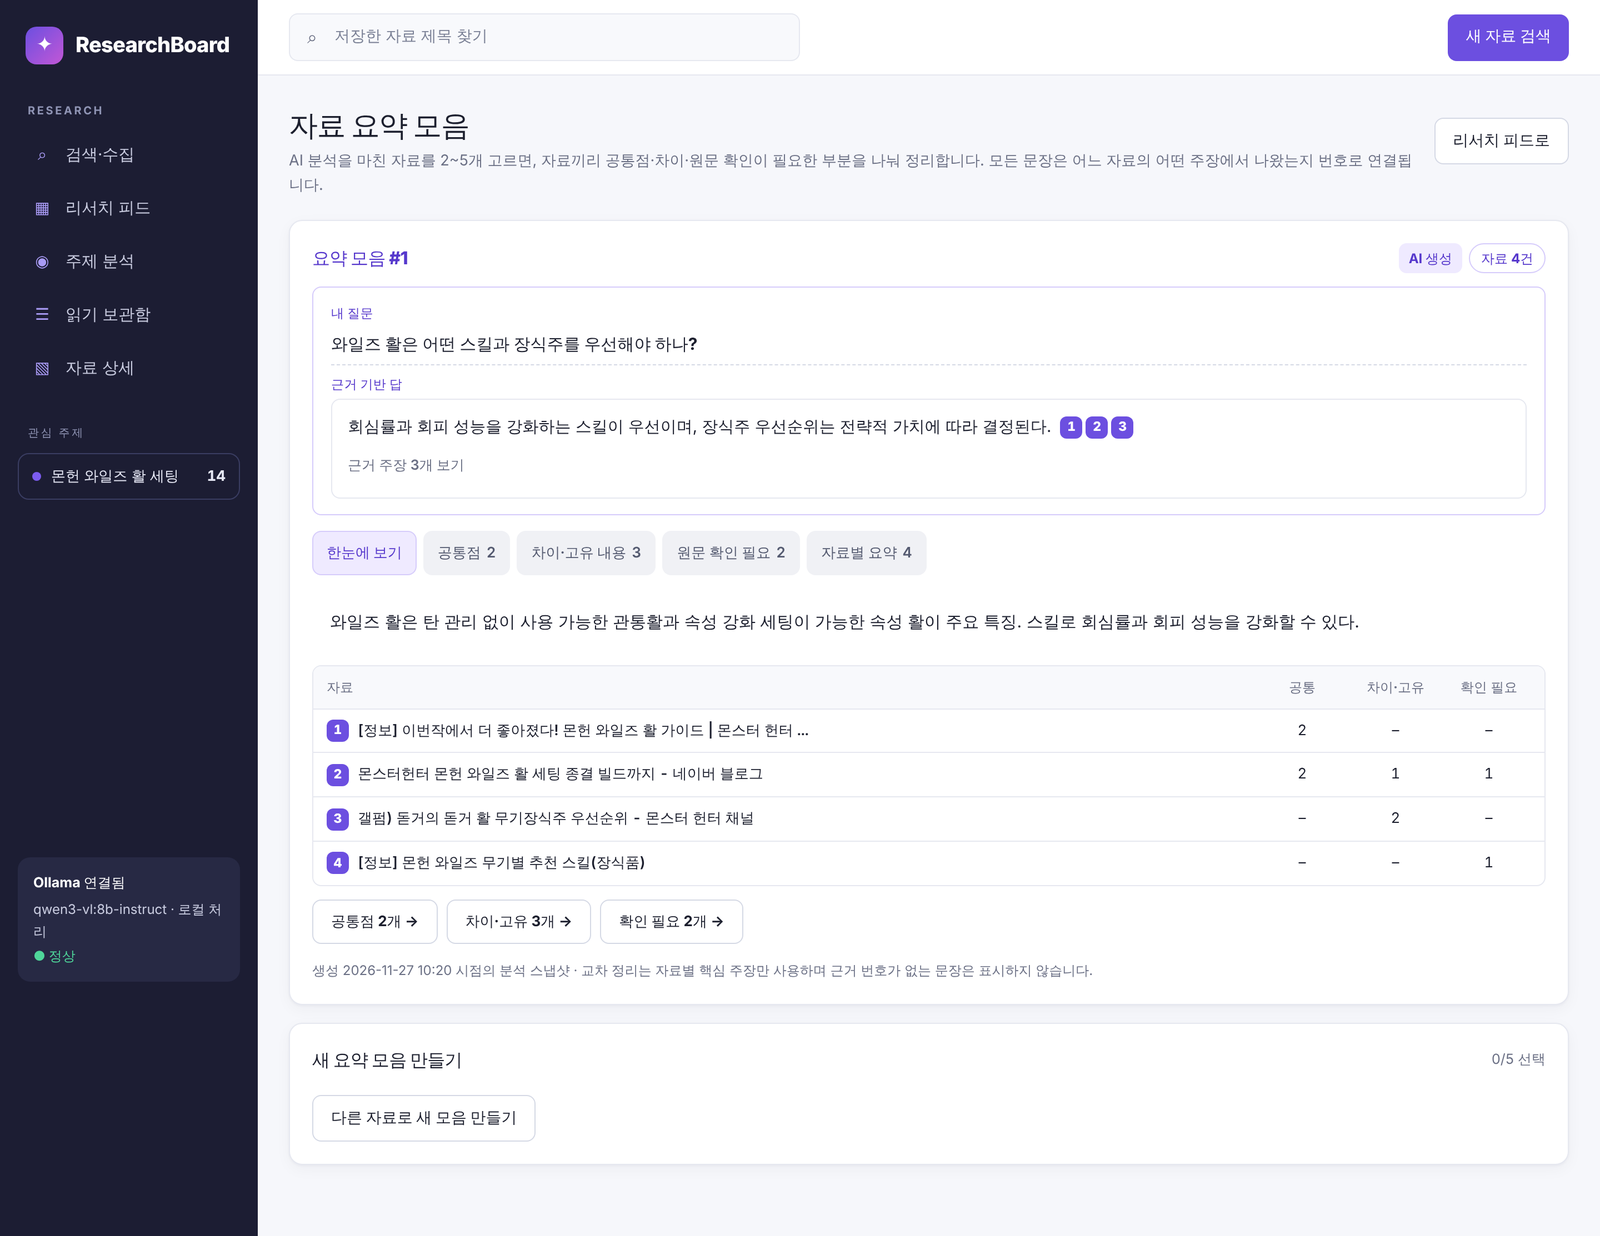 ResearchBoard
RESEARCH
검색·수집
리서치 피드
주제 분석
읽기 보관함
자료 상세
관심 주제
몬헌 와일즈 활 세팅 14
Ollama 연결됨
qwen3-vl:8b-instruct · 로컬 처
리
정상
저장한 자료 제목 찾기
새 자료 검색
자료 요약 모음
AI 분석을 마친 자료를 2~5개 고르면, 자료끼리 공통점·차이·원문 확인이 필요한 부분을 나눠 정리합니다. 모든 문장은 어느 자료의 어떤 주장에서 나왔는지 번호로 연결됩
니다.
리서치 피드로
요약 모음 #1
AI 생성
자료 4건
내 질문
와일즈 활은 어떤 스킬과 장식주를 우선해야 하나?
근거 기반 답
회심률과 회피 성능을 강화하는 스킬이 우선이며, 장식주 우선순위는 전략적 가치에 따라 결정된다. 1 2 3
근거 주장 3개 보기
한눈에 보기
공통점 2
차이·고유 내용 3
원문 확인 필요 2
자료별 요약 4
와일즈 활은 탄 관리 없이 사용 가능한 관통활과 속성 강화 세팅이 가능한 속성 활이 주요 특징. 스킬로 회심률과 회피 성능을 강화할 수 있다.
자료 공통 차이·고유 확인 필요
1 [정보] 이번작에서 더 좋아졌다! 몬헌 와일즈 활 가이드 | 몬스터 헌터 ... 2 – –
2 몬스터헌터 몬헌 와일즈 활 세팅 종결 빌드까지 - 네이버 블로그 2 1 1
3 갤펌) 돋거의 돋거 활 무기장식주 우선순위 - 몬스터 헌터 채널 – 2 –
4 [정보] 몬헌 와일즈 무기별 추천 스킬(장식품) – – 1
공통점 2개 →
차이·고유 3개 →
확인 필요 2개 →
생성 2026-11-27 10:20 시점의 분석 스냅샷 · 교차 정리는 자료별 핵심 주장만 사용하며 근거 번호가 없는 문장은 표시하지 않습니다.
새 요약 모음 만들기
0/5 선택
다른 자료로 새 모음 만들기